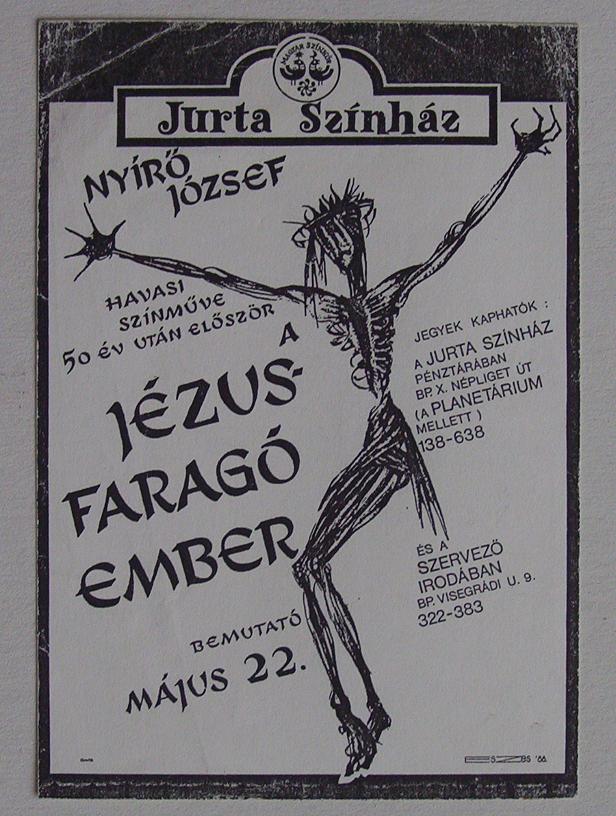 MAGYAR SZÍNKÖR
Jurta Színház
NYÍRŐ
JÓZSEF
HAVASI
SZÍNMŰVE
50 ÉV UTÁN ELŐSZÖR
A
JÉZUS-
FARAGÓ
EMBER
BEMUTATÓ
MÁJUS 22.
JEGYEK KAPHATÓK :
A JURTA SZÍNHÁZ
PÉNZTÁRÁBAN
BP. X. NÉPLIGET ÚT
(A PLANETÁRIUM
MELLETT )
138-638
ÉS A
SZERVEZŐ
IRODÁBAN
BP. VISEGRÁDI U. 9.
322-383
'88